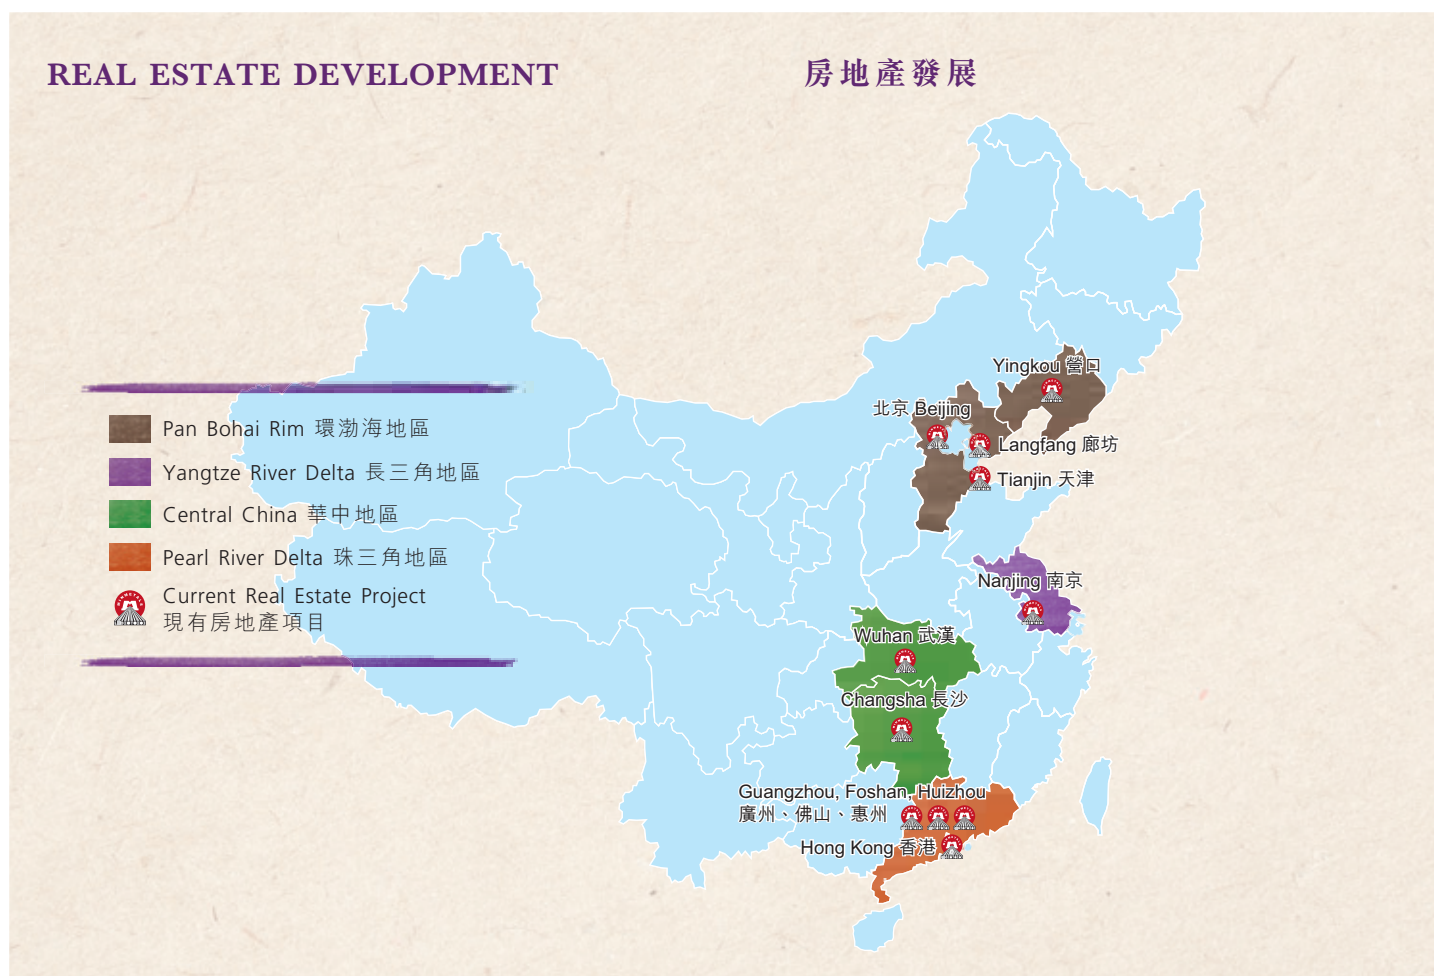 REAL ESTATE DEVELOPMENT
房地產發展
Pan Bohai Rim 環渤海地區
Yangtze River Delta 長三角地區
Central China 華中地區
Pearl River Delta 珠三角地區
Current Real Estate Project
現有房地產項目
Yingkou 營口
北京 Beijing
Langfang 廊坊
Tianjin 天津
Nanjing 南京
Wuhan 武漢
Changsha 長沙
Guangzhou, Foshan, Huizhou
廣州、佛山、惠州
Hong Kong 香港